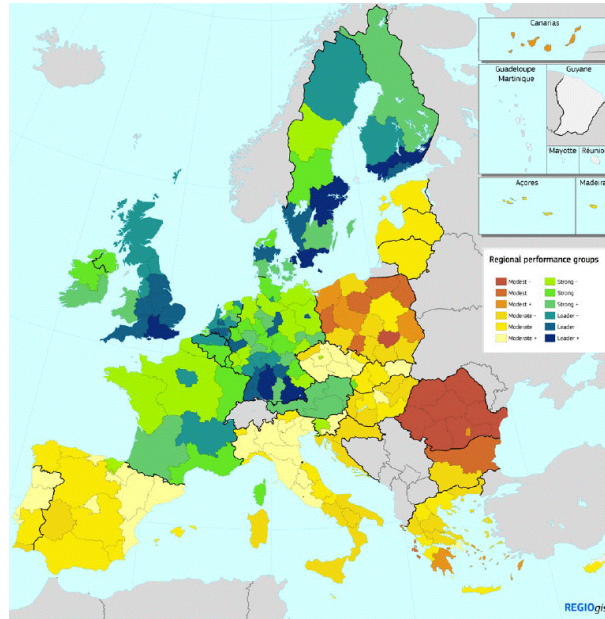 Canarias
Guadeloupe
Martinique
Guyane
Mayotte
Réunion
Açores
Madeira
Regional performance groups
Modest -
Strong -
Modest
Strong
Modest +
Strong +
Moderate -
Leader -
Moderate
Leader
Moderate +
Leader +
REGIOgis